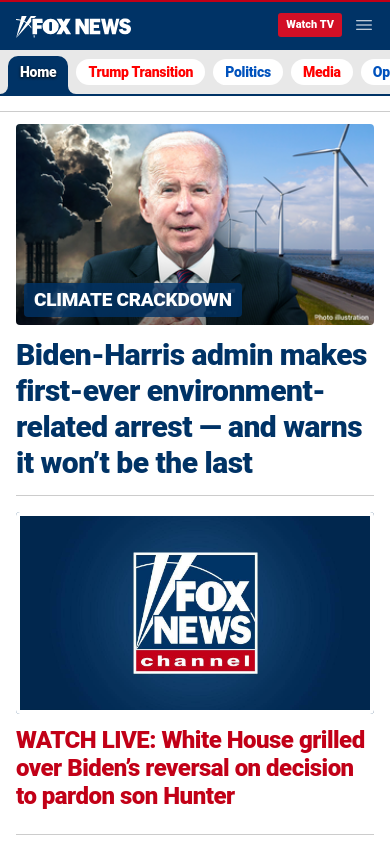 FOX NEWS
Watch TV
Home
Trump Transition
Politics
Media
Op
CLIMATE CRACKDOWN
Photo illustration
Biden-Harris admin makes
first-ever environment-
related arrest — and warns
it won’t be the last
FOX
NEWS
channel
WATCH LIVE: White House grilled
over Biden’s reversal on decision
to pardon son Hunter